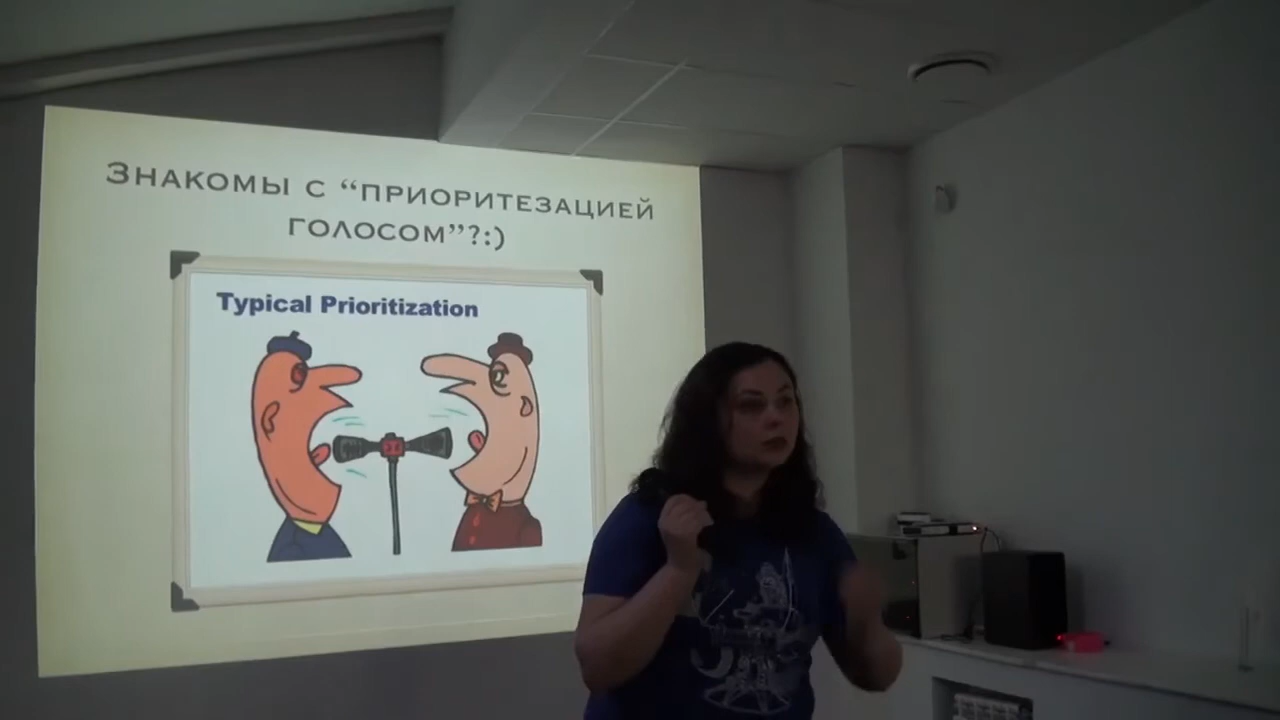 Знакомы с “приоритезацией
голосом”?:)
Typical Prioritization